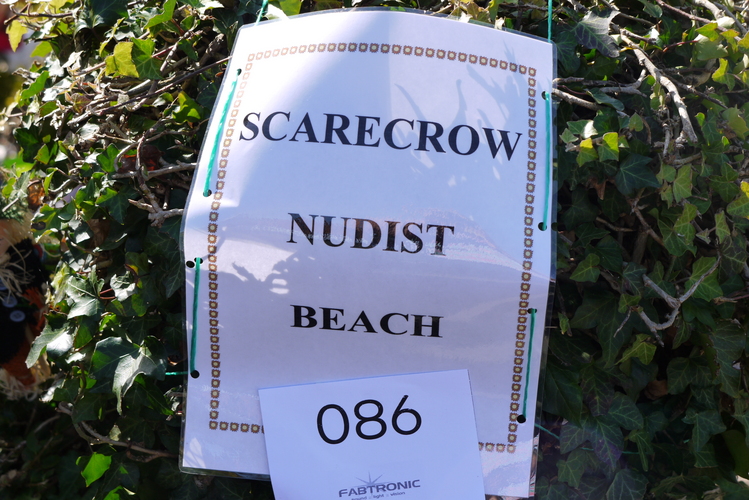 SCARECROW
NUDIST
BEACH
086
FABTRONIC